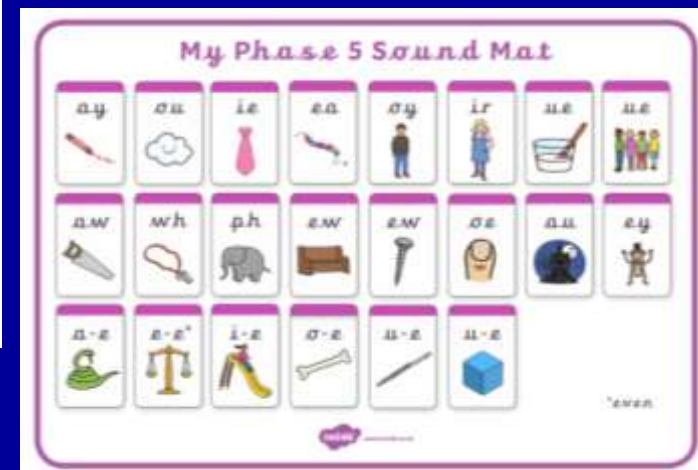 My Phase 5 Sound Mat
ay ou ie ea oy ir ue ue
aw wh ph ew ew oe au ey
a-e e-e* i-e o-e u-e u-e
*even
twinkl